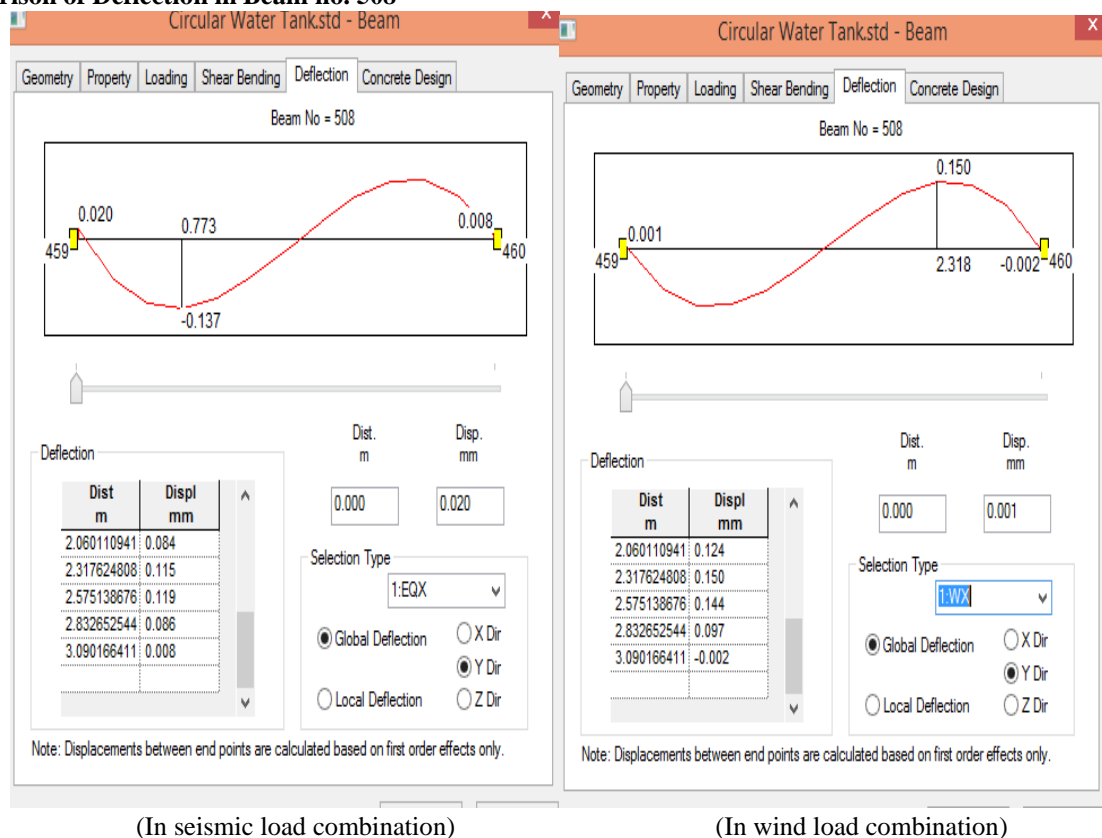 rison of Deflection in Beam no. 508
Circular Water Tank.std - Beam
X
Geometry Property Loading Shear Bending Deflection Concrete Design
Beam No = 508
0.020
0.773
0.008
459
460
-0.137
Dist.
m
Disp.
mm
Deflection
Dist Displ
m mm
2.060110941 0.084
2.317624808 0.115
2.575138676 0.119
2.832652544 0.086
3.090166411 0.008
0.000
0.020
Selection Type
1:EQX
Global Deflection
X Dir
Y Dir
Local Deflection
Z Dir
Note: Displacements between end points are calculated based on first order effects only.
(In seismic load combination)
Circular Water Tank.std - Beam
X
Geometry Property Loading Shear Bending Deflection Concrete Design
Beam No = 508
0.150
0.001
459
2.318
-0.002
460
Dist.
m
Disp.
mm
Deflection
Dist Displ
m mm
2.060110941 0.124
2.317624808 0.150
2.575138676 0.144
2.832652544 0.097
3.090166411 -0.002
0.000
0.001
Selection Type
1:WX
Global Deflection
X Dir
Y Dir
Local Deflection
Z Dir
Note: Displacements between end points are calculated based on first order effects only.
(In wind load combination)